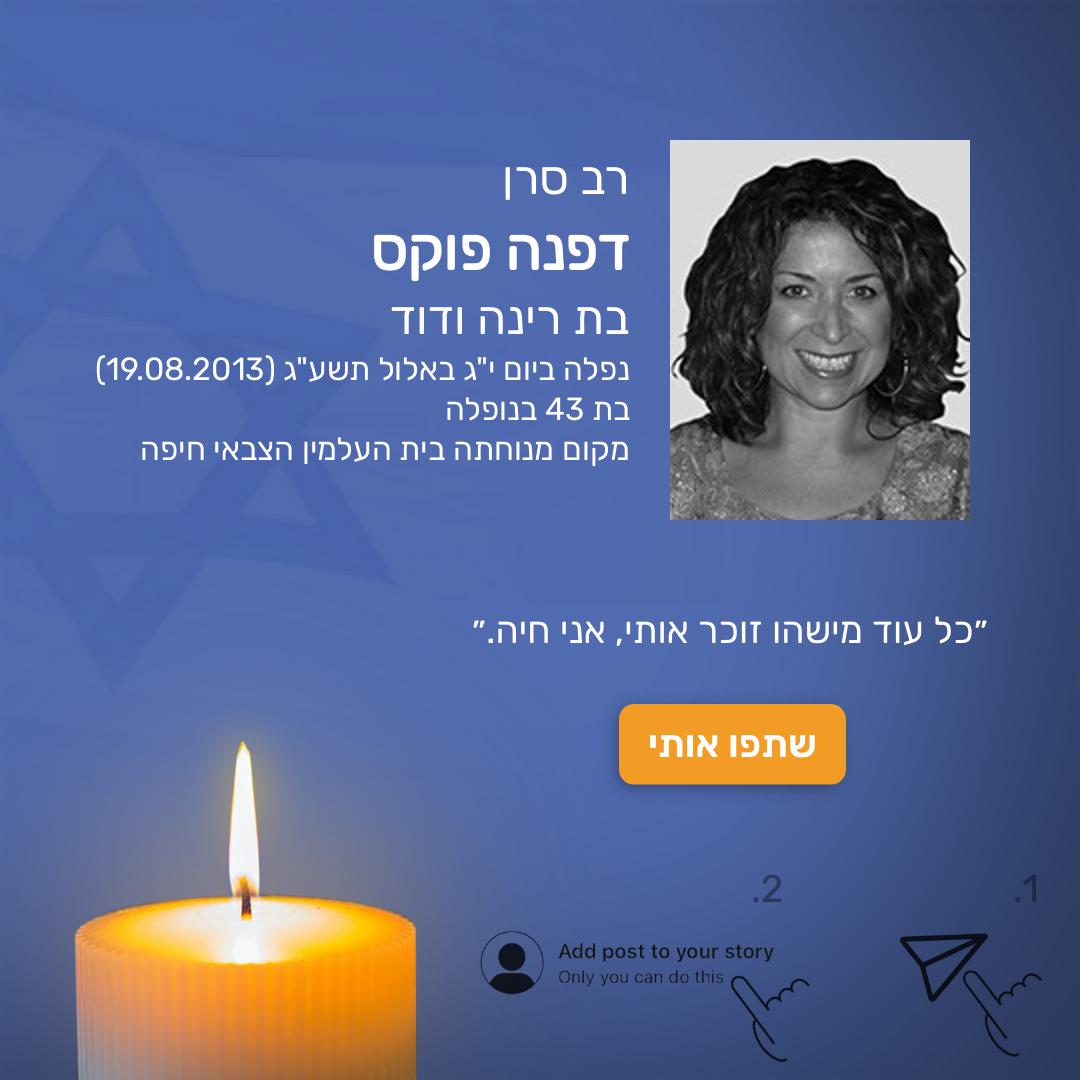 רב סרן
דפנה פוקס
בת רינה ודוד
נפלה ביום י"ג באלול תשע"ג (19.08.2013)
בת 43 בנופלה
מקום מנוחתה בית העלמין הצבאי חיפה
״כל עוד מישהו זוכר אותי, אני חיה.״
שתפו אותי
1.
2.
Add post to your story
Only you can do this